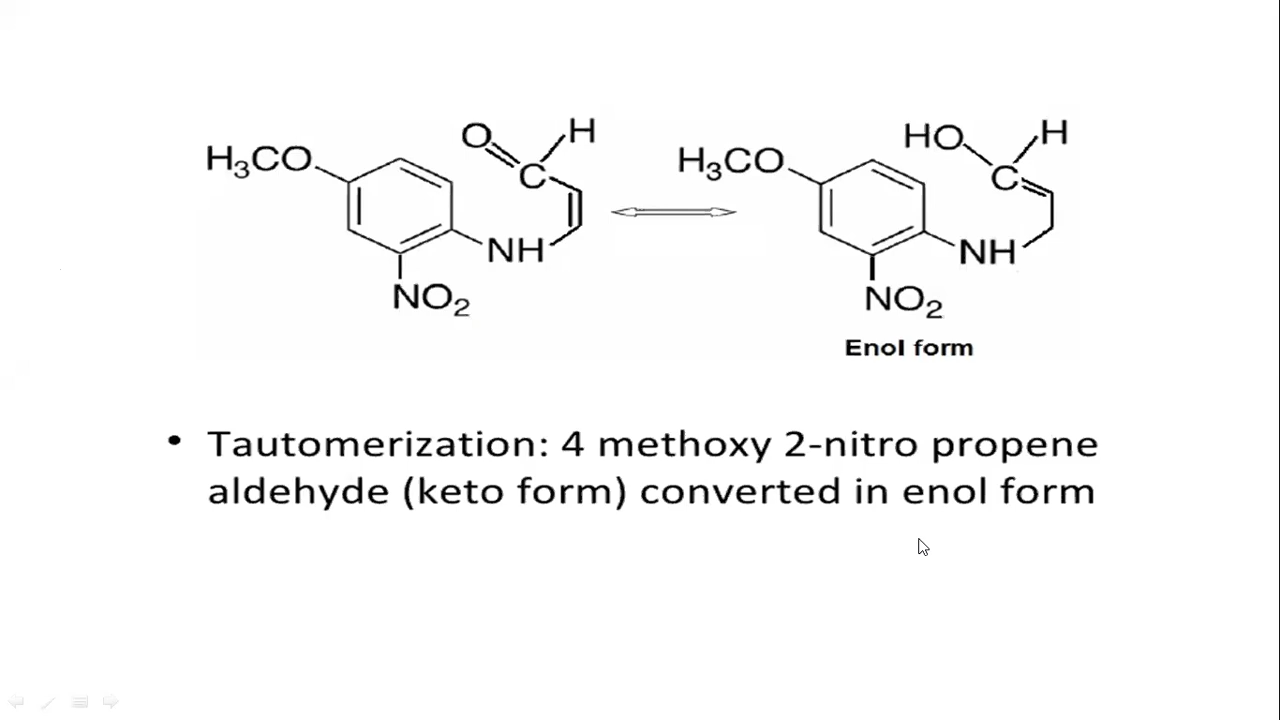 O H HO H
H₃CO C H₃CO C
NH NH
NO₂ NO₂
Enol form
• Tautomerization: 4 methoxy 2-nitro propene
aldehyde (keto form) converted in enol form